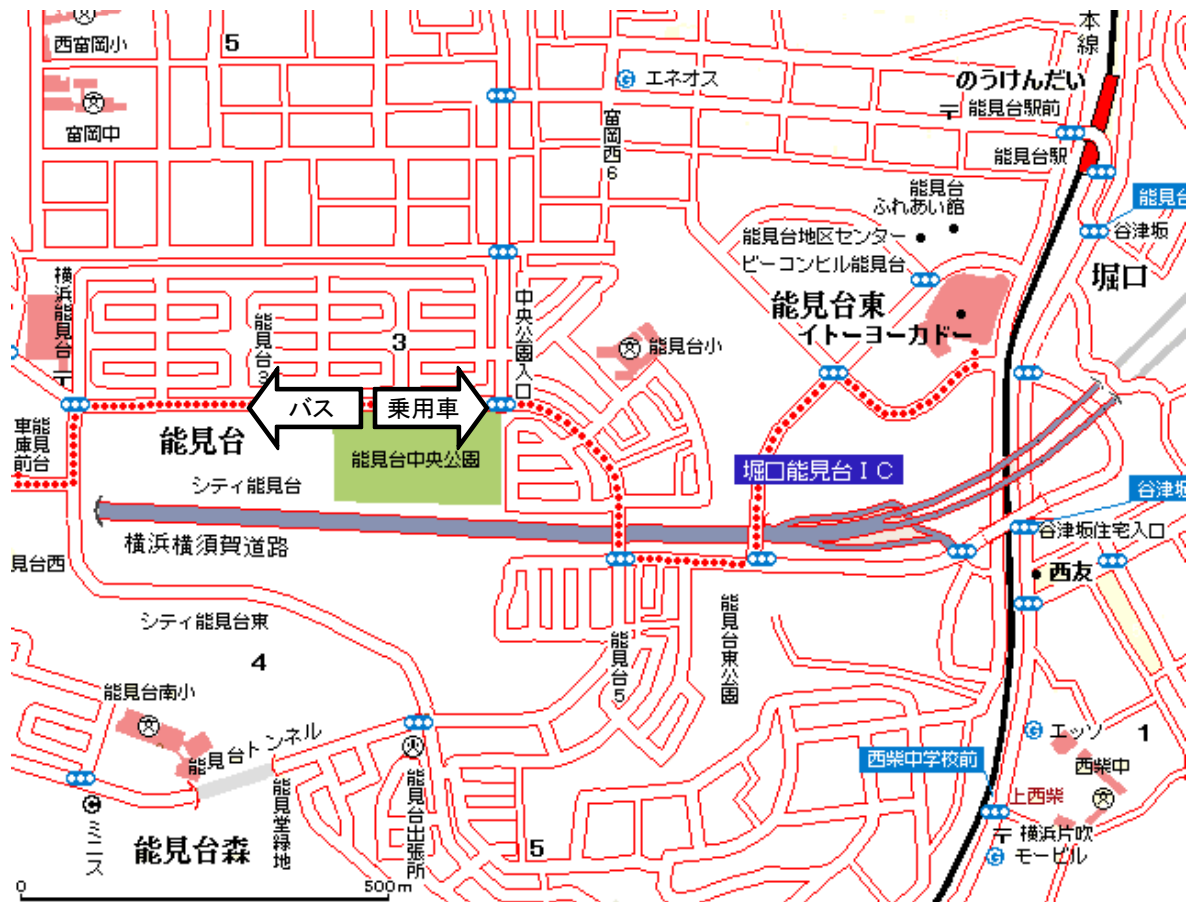 西富岡小
5
本線
エネオス
のうけんだい
能見台駅前
富岡中
富岡西6
能見台駅
能見台
ふれあい館
能見台
谷津坂
能見台地区センター
ビーコンヒル能見台
堀口
横浜能見台
能見台3
中央公園入口
能見台東
イトーヨーカドー
3
能見台小
バス
乗用車
能見台
車庫前
能見台
能見台中央公園
シティ能見台
堀口能見台IC
谷津坂
横浜横須賀道路
谷津坂住宅入口
見台西
西友
シティ能見台東
4
能見台5
能見台東公園
能見台南小
能見台トンネル
エッソ
1
西柴中学校前
西柴中
上西柴
ミニス
能見堂緑地
能見台出張所
能見台森
5
横浜片吹
モービル
0
500m